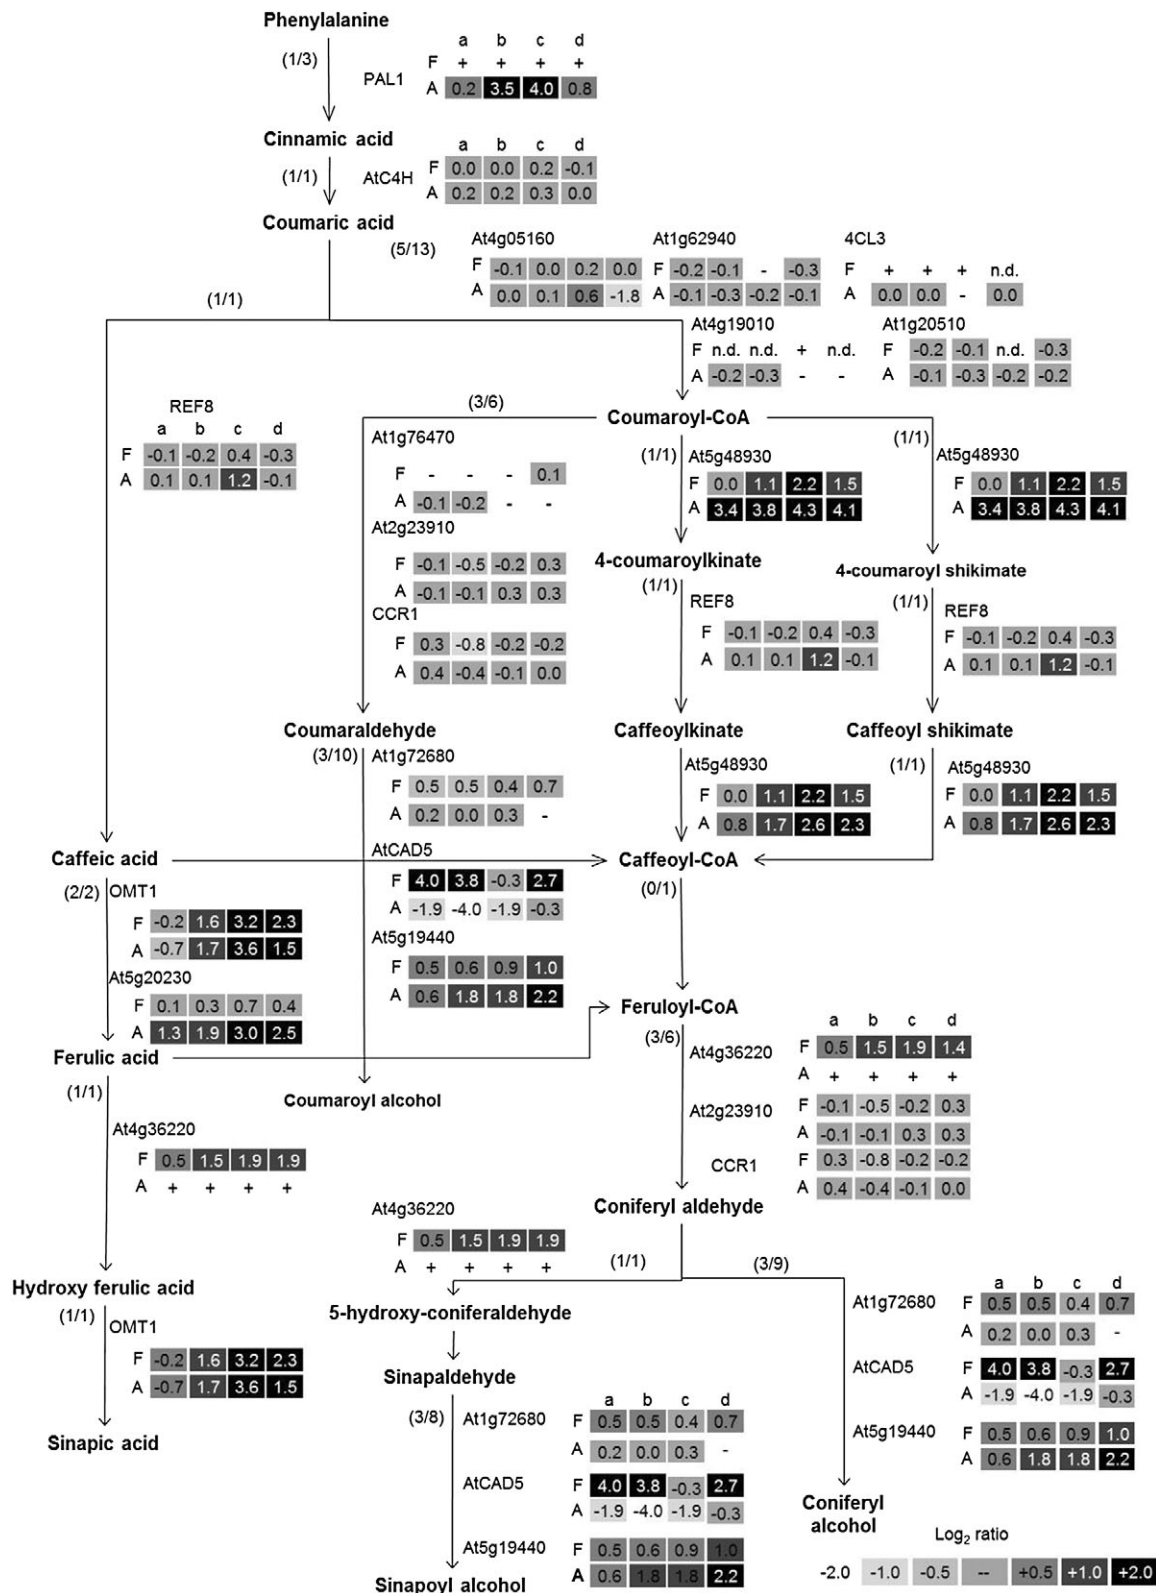 Phenylalanine
(1/3)
a b c d
F + + + +
PAL1
A 0.2 3.5 4.0 0.8
Cinnamic acid
(1/1)
a b c d
AtC4H
F 0.0 0.0 0.2 -0.1
A 0.2 0.2 0.3 0.0
Coumaric acid
(5/13)
At4g05160
F -0.1 0.0 0.2 0.0
A 0.0 0.1 0.6 -1.8
At1g62940
F -0.2 -0.1 - -0.3
A -0.1 -0.3 -0.2 -0.1
4CL3
F + + + n.d.
A 0.0 0.0 - 0.0
(1/1)
At4g19010
F n.d. n.d. + n.d.
A -0.2 -0.3 - -
At1g20510
F -0.2 -0.1 n.d. -0.3
A -0.1 -0.3 -0.2 -0.2
REF8
a b c d
F -0.1 -0.2 0.4 -0.3
A 0.1 0.1 1.2 -0.1
(3/6)
Coumaroyl-CoA
At1g76470
F - - - 0.1
A -0.1 -0.2 - -
At2g23910
F -0.1 -0.5 -0.2 0.3
A -0.1 -0.1 0.3 0.3
CCR1
F 0.3 -0.8 -0.2 -0.2
A 0.4 -0.4 -0.1 0.0
(1/1)
At5g48930
F 0.0 1.1 2.2 1.5
A 3.4 3.8 4.3 4.1
(1/1)
At5g48930
F 0.0 1.1 2.2 1.5
A 3.4 3.8 4.3 4.1
4-coumaroylkinate
(1/1)
REF8
F -0.1 -0.2 0.4 -0.3
A 0.1 0.1 1.2 -0.1
4-coumaroyl shikimate
(1/1)
REF8
F -0.1 -0.2 0.4 -0.3
A 0.1 0.1 1.2 -0.1
Coumaraldehyde
(3/10)
At1g72680
F 0.5 0.5 0.4 0.7
A 0.2 0.0 0.3 -
AtCAD5
F 4.0 3.8 -0.3 2.7
A -1.9 -4.0 -1.9 -0.3
At5g19440
F 0.5 0.6 0.9 1.0
A 0.6 1.8 1.8 2.2
Caffeoylkinate
At5g48930
F 0.0 1.1 2.2 1.5
A 0.8 1.7 2.6 2.3
Caffeoyl shikimate
(1/1)
At5g48930
F 0.0 1.1 2.2 1.5
A 0.8 1.7 2.6 2.3
Caffeic acid
Caffeoyl-CoA
(2/2)
OMT1
F -0.2 1.6 3.2 2.3
A -0.7 1.7 3.6 1.5
At5g20230
F 0.1 0.3 0.7 0.4
A 1.3 1.9 3.0 2.5
(0/1)
Feruloyl-CoA
Ferulic acid
(1/1)
Coumaroyl alcohol
(3/6)
a b c d
At4g36220
F 0.5 1.5 1.9 1.4
A + + + +
At2g23910
F -0.1 -0.5 -0.2 0.3
A -0.1 -0.1 0.3 0.3
CCR1
F 0.3 -0.8 -0.2 -0.2
A 0.4 -0.4 -0.1 0.0
At4g36220
F 0.5 1.5 1.9 1.9
A + + + +
Coniferyl aldehyde
At4g36220
F 0.5 1.5 1.9 1.9
A + + + +
(1/1)
(3/9)
Hydroxy ferulic acid
(1/1)
OMT1
F -0.2 1.6 3.2 2.3
A -0.7 1.7 3.6 1.5
Sinapic acid
5-hydroxy-coniferaldehyde
Sinapaldehyde
(3/8)
a b c d
At1g72680
F 0.5 0.5 0.4 0.7
A 0.2 0.0 0.3 -
AtCAD5
F 4.0 3.8 -0.3 2.7
A -1.9 -4.0 -1.9 -0.3
At5g19440
F 0.5 0.6 0.9 1.0
A 0.6 1.8 1.8 2.2
Sinapoyl alcohol
a b c d
At1g72680
F 0.5 0.5 0.4 0.7
A 0.2 0.0 0.3 -
AtCAD5
F 4.0 3.8 -0.3 2.7
A -1.9 -4.0 -1.9 -0.3
At5g19440
F 0.5 0.6 0.9 1.0
A 0.6 1.8 1.8 2.2
Coniferyl
alcohol
Log2 ratio
-2.0 -1.0 -0.5 -- +0.5 +1.0 +2.0